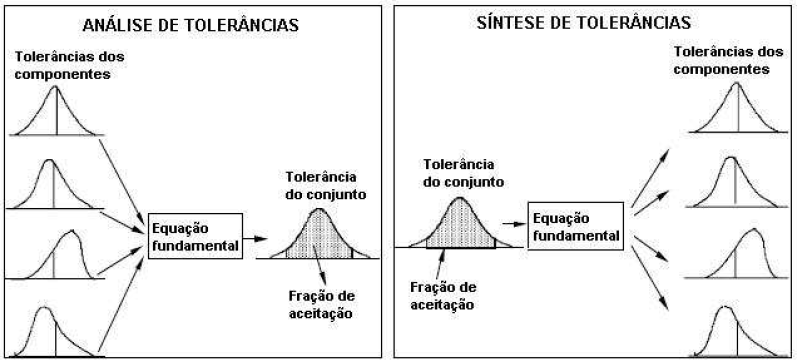 ANÁLISE DE TOLERÂNCIAS
Tolerâncias dos
componentes
Equação
fundamental
Tolerância
do conjunto
Fração de
aceitação
SÍNTESE DE TOLERÂNCIAS
Tolerância
do conjunto
Fração de
aceitação
Equação
fundamental
Tolerâncias dos
componentes